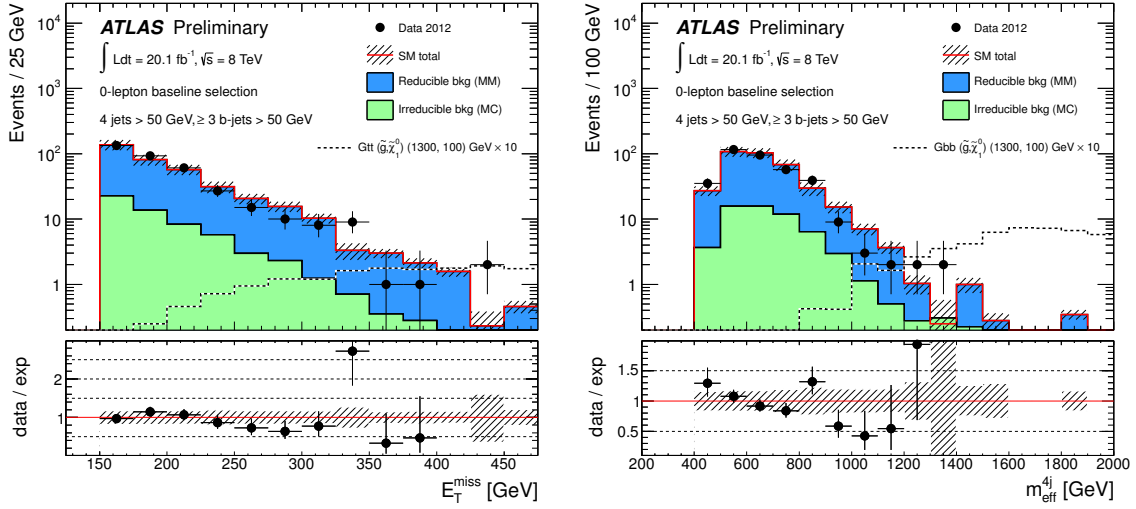 ATLAS Preliminary
∫ Ldt = 20.1 fb⁻¹, √s = 8 TeV
0-lepton baseline selection
4 jets > 50 GeV, ≥ 3 b-jets > 50 GeV
Data 2012
SM total
Reducible bkg (MM)
Irreducible bkg (MC)
Gtt (g̃,χ̃₁⁰) (1300, 100) GeV × 10
Events / 25 GeV
10⁴
10³
10²
10
1
data / exp
2
1
150 200 250 300 350 400 450
E_T^miss [GeV]
ATLAS Preliminary
∫ Ldt = 20.1 fb⁻¹, √s = 8 TeV
0-lepton baseline selection
4 jets > 50 GeV, ≥ 3 b-jets > 50 GeV
Data 2012
SM total
Reducible bkg (MM)
Irreducible bkg (MC)
Gbb (g̃,χ̃₁⁰) (1300, 100) GeV × 10
Events / 100 GeV
10⁴
10³
10²
10
1
data / exp
1.5
1
0.5
200 400 600 800 1000 1200 1400 1600 1800 2000
m_eff^4j [GeV]